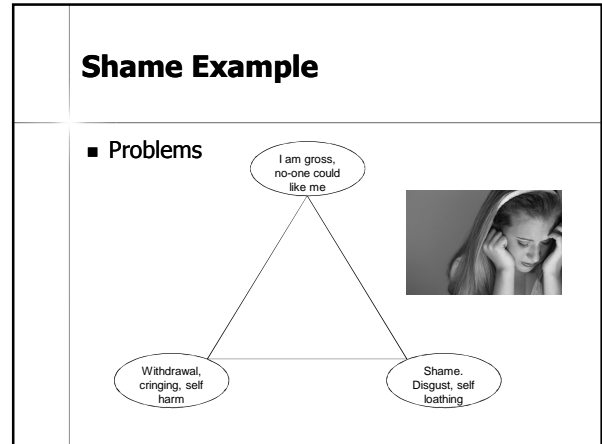 Shame Example
■ Problems
I am gross,
no-one could
like me
Withdrawal,
cringing, self
harm
Shame.
Disgust, self
loathing